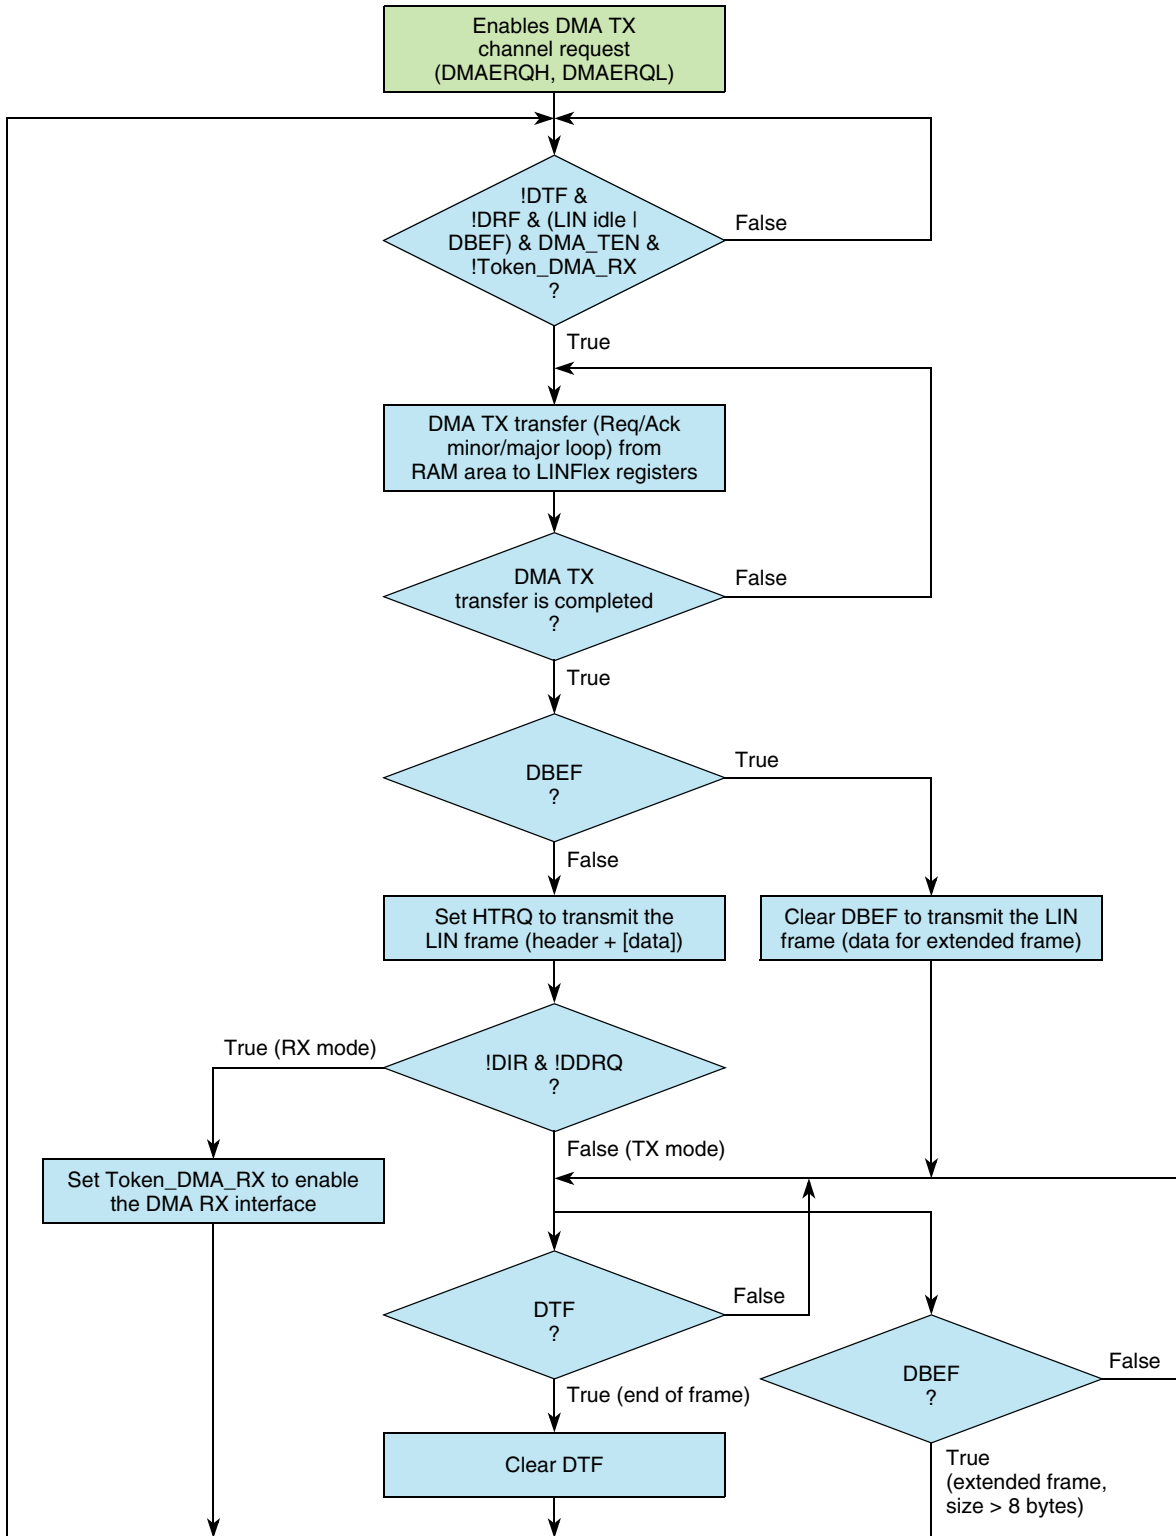 Enables DMA TX
channel request
(DMAERQH, DMAERQL)
!DTF &
!DRF & (LIN idle |
DBEF) & DMA_TEN &
!Token_DMA_RX
?
False
True
DMA TX transfer (Req/Ack
minor/major loop) from
RAM area to LINFlex registers
DMA TX
transfer is completed
?
False
True
DBEF
?
True
False
Set HTRQ to transmit the
LIN frame (header + [data])
Clear DBEF to transmit the LIN
frame (data for extended frame)
True (RX mode)
!DIR & !DDRQ
?
False (TX mode)
Set Token_DMA_RX to enable
the DMA RX interface
DTF
?
False
DBEF
?
False
True (end of frame)
Clear DTF
True
(extended frame,
size > 8 bytes)